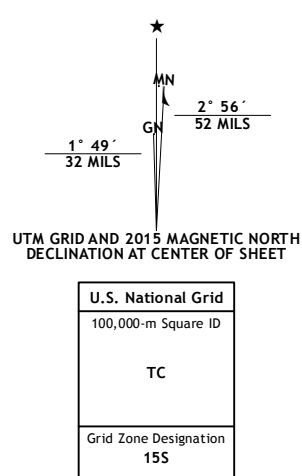 ★
MN
2° 56´
52 MILS
GN
1° 49´
32 MILS
UTM GRID AND 2015 MAGNETIC NORTH
DECLINATION AT CENTER OF SHEET
U.S. National Grid
100,000-m Square ID
TC
Grid Zone Designation
15S